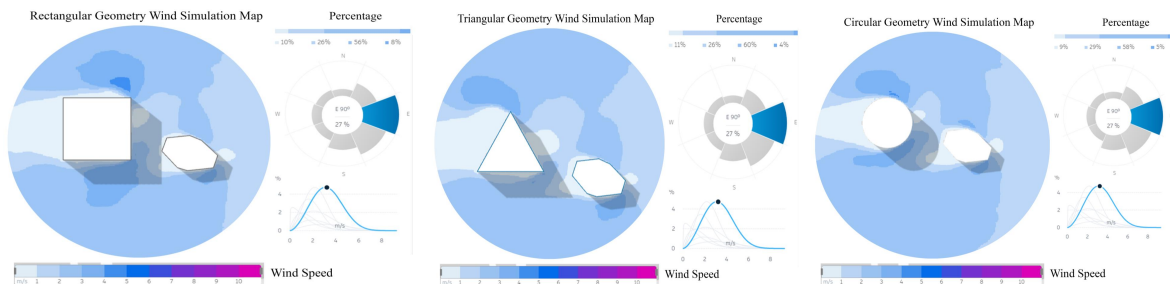 Rectangular Geometry Wind Simulation Map
Percentage
10% 26% 56% 8%
N
W E
E 90º
27 %
S
%
4
2
0
m/s
0 2 4 6 8
m/s 1 2 3 4 5 6 7 8 9 10
Wind Speed
Triangular Geometry Wind Simulation Map
Percentage
11% 26% 60% 4%
N
W E
E 90º
27 %
S
%
4
2
0
m/s
0 2 4 6 8
m/s 1 2 3 4 5 6 7 8 9 10
Wind Speed
Circular Geometry Wind Simulation Map
Percentage
9% 29% 58% 5%
N
W E
E 90º
27 %
S
%
4
2
0
m/s
0 2 4 6 8
m/s 1 2 3 4 5 6 7 8 9 10
Wind Speed